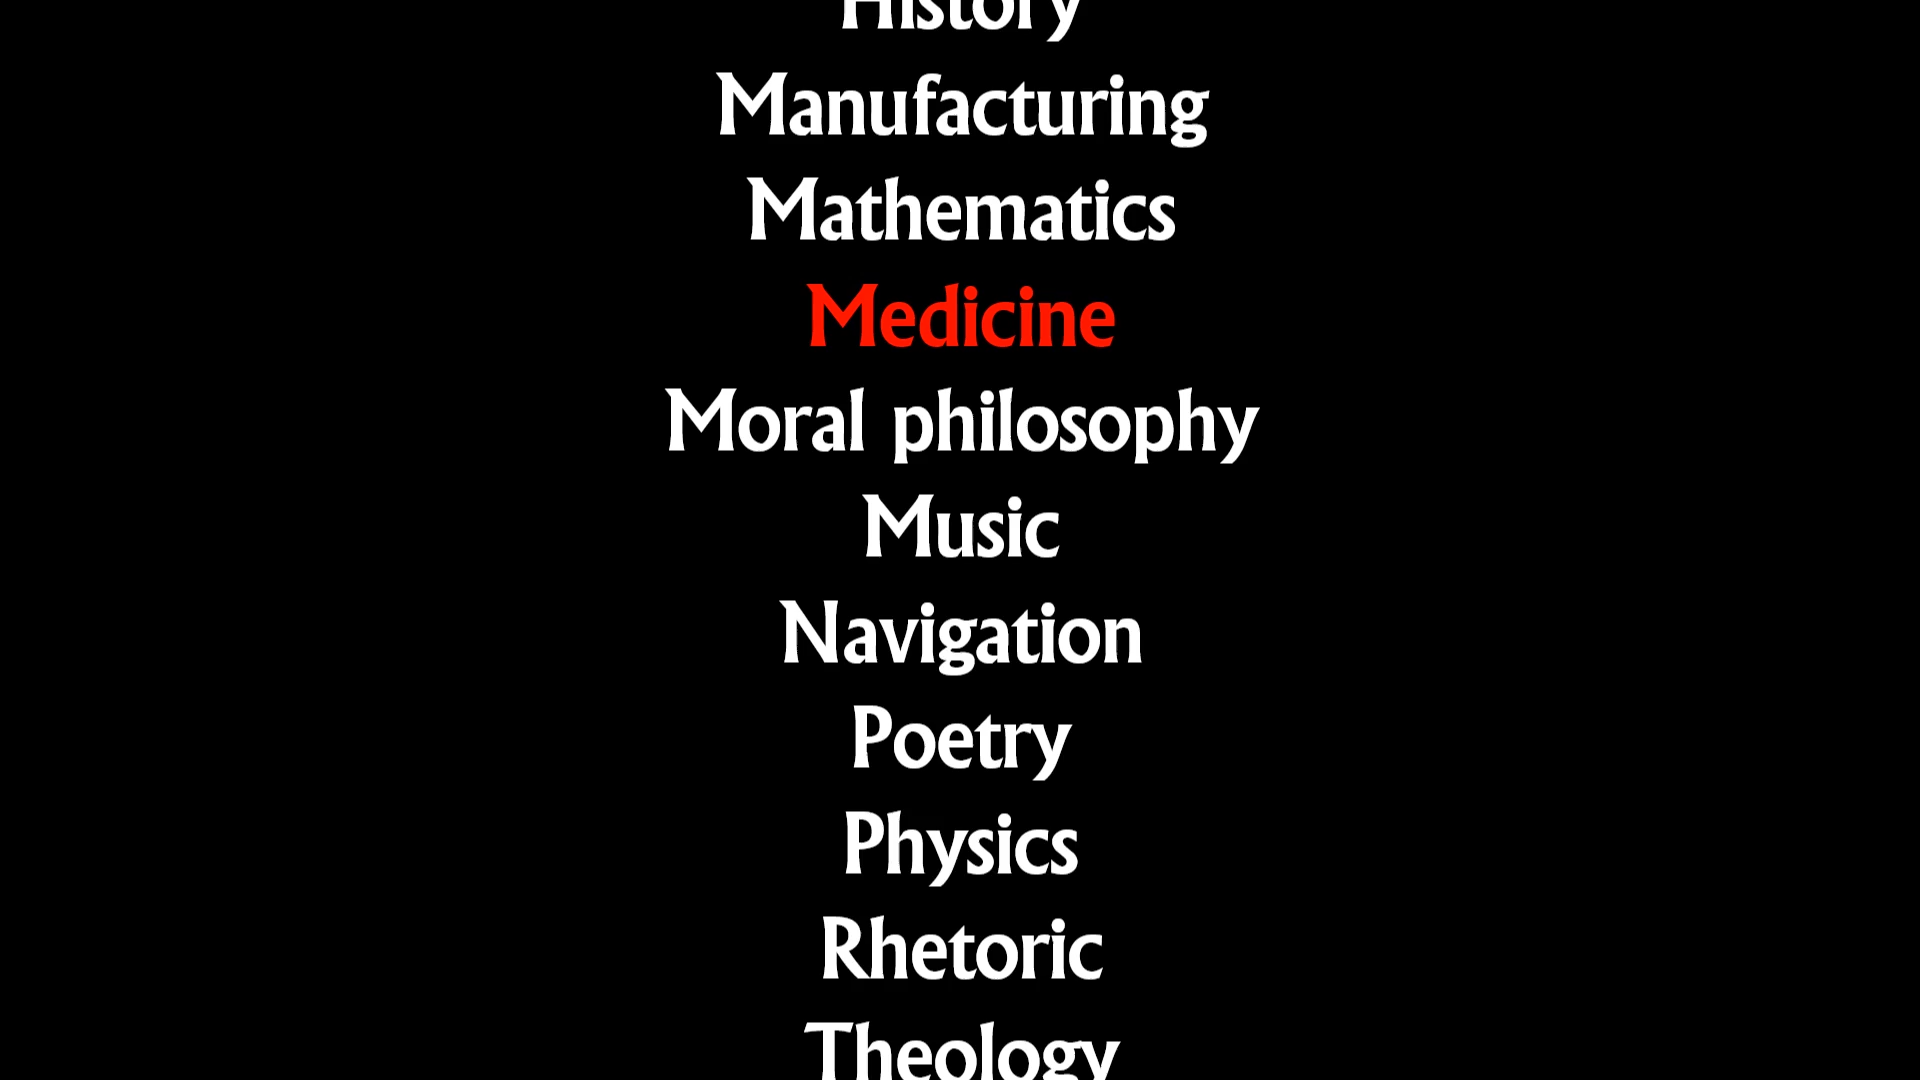 History
Manufacturing
Mathematics
Medicine
Moral philosophy
Music
Navigation
Poetry
Physics
Rhetoric
Theology